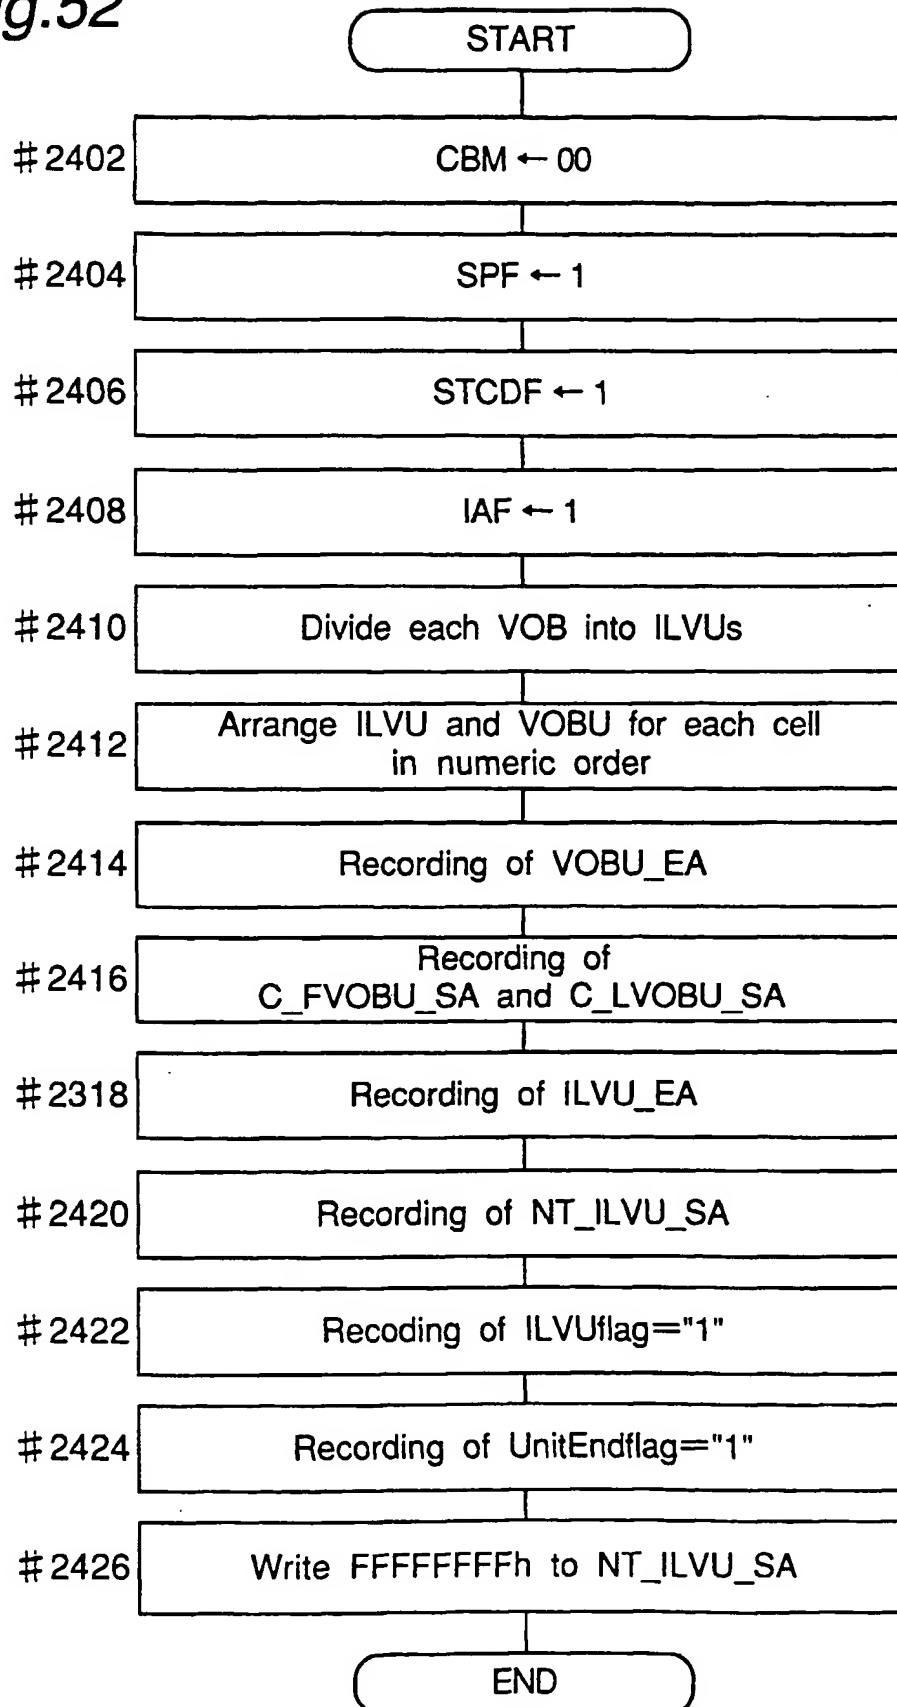 g.52
START
#2402 CBM ← 00
#2404 SPF ← 1
#2406 STCDF ← 1
#2408 IAF ← 1
#2410 Divide each VOB into ILVUs
#2412 Arrange ILVU and VOBU for each cell
in numeric order
#2414 Recording of VOBU_EA
#2416 Recording of
C_FVOBU_SA and C_LVOBU_SA
#2318 Recording of ILVU_EA
#2420 Recording of NT_ILVU_SA
#2422 Recoding of ILVUflag="1"
#2424 Recording of UnitEndflag="1"
#2426 Write FFFFFFFFh to NT_ILVU_SA
END